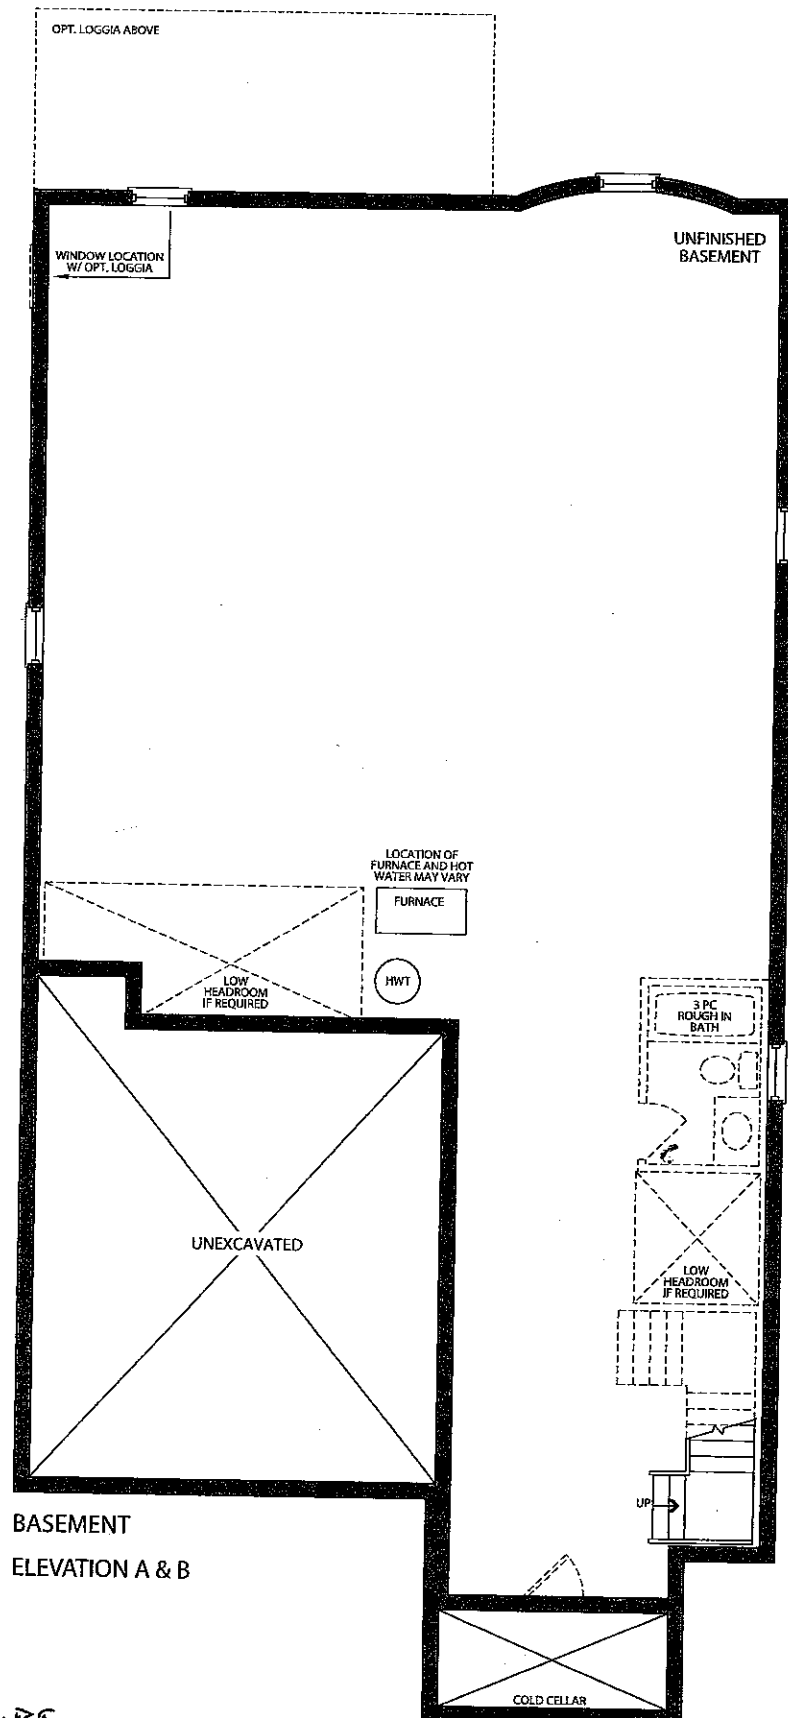 OPT. LOGGIA ABOVE
UNFINISHED
BASEMENT
WINDOW LOCATION
W/ OPT. LOGGIA
LOCATION OF
FURNACE AND HOT
WATER MAY VARY
FURNACE
HWT
LOW
HEADROOM
IF REQUIRED
3 PC
ROUGH IN
BATH
UNEXCAVATED
LOW
HEADROOM
IF REQUIRED
UP
BASEMENT
ELEVATION A & B
COLD CELLAR